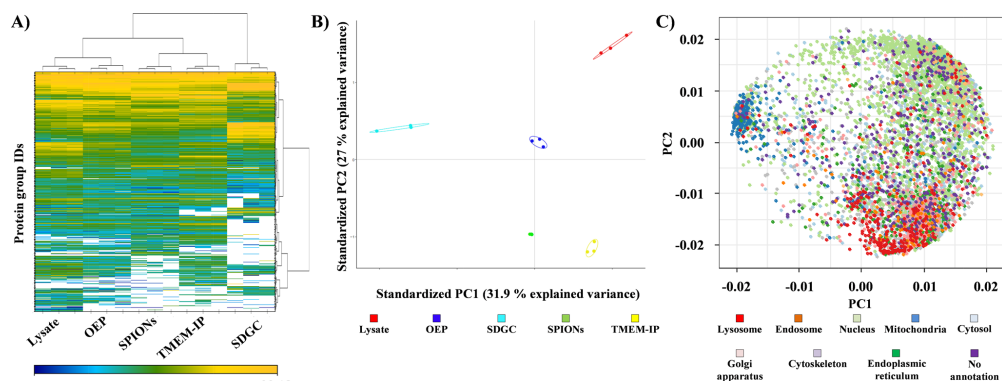 A)
Protein group IDs
Lysate
OEP
SPIONs
TMEM-IP
SDGC
B)
Standardized PC2 (27 % explained variance)
Standardized PC1 (31.9 % explained variance)
Lysate
OEP
SDGC
SPIONs
TMEM-IP
C)
0.02
0.01
0.00
-0.01
-0.02
PC2
-0.02
-0.01
0.00
0.01
0.02
PC1
Lysosome
Endosome
Nucleus
Mitochondria
Cytosol
Golgi
apparatus
Cytoskeleton
Endoplasmic
reticulum
No
annotation